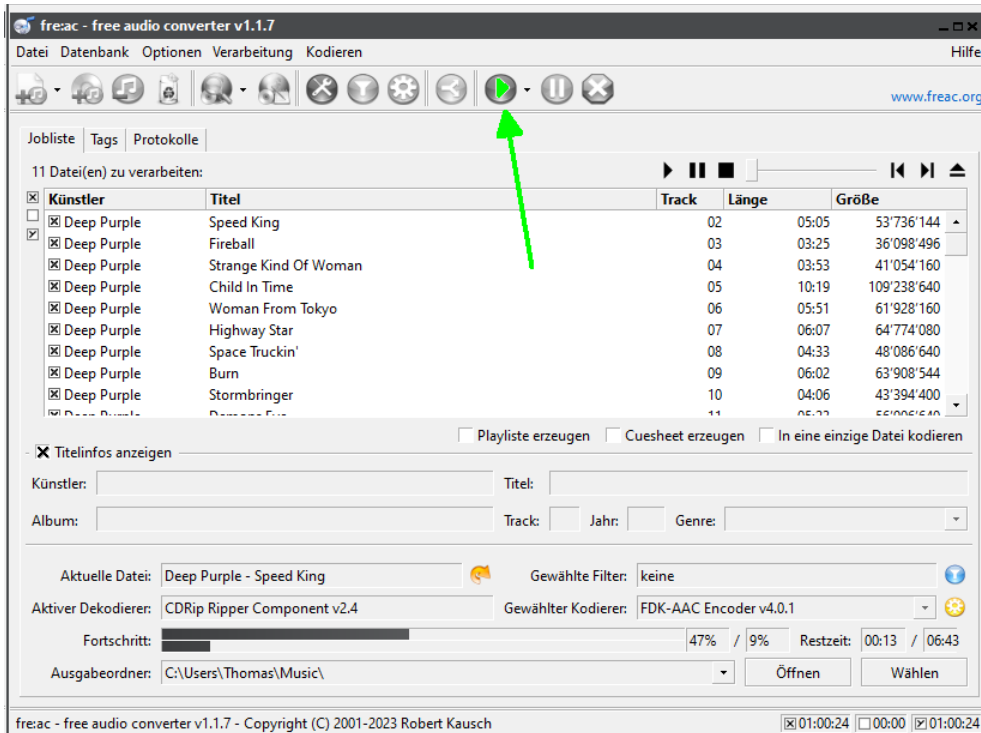 fre:ac - free audio converter v1.1.7
Datei Datenbank Optionen Verarbeitung Kodieren Hilfe
www.freac.org
Jobliste Tags Protokolle
11 Datei(en) zu verarbeiten:
Künstler Titel Track Länge Größe
Deep Purple Speed King 02 05:05 53'736'144
Deep Purple Fireball 03 03:25 36'098'496
Deep Purple Strange Kind Of Woman 04 03:53 41'054'160
Deep Purple Child In Time 05 10:19 109'238'640
Deep Purple Woman From Tokyo 06 05:51 61'928'160
Deep Purple Highway Star 07 06:07 64'774'080
Deep Purple Space Truckin' 08 04:33 48'086'640
Deep Purple Burn 09 06:02 63'908'544
Deep Purple Stormbringer 10 04:06 43'394'400
Playliste erzeugen Cuesheet erzeugen In eine einzige Datei kodieren
Titelinfos anzeigen
Künstler: Titel:
Album: Track: Jahr: Genre:
Aktuelle Datei: Deep Purple - Speed King Gewählte Filter: keine
Aktiver Dekodierer: CDRip Ripper Component v2.4 Gewählter Kodierer: FDK-AAC Encoder v4.0.1
Fortschritt: 47% / 9% Restzeit: 00:13 / 06:43
Ausgabeordner: C:\Users\Thomas\Music\ Öffnen Wählen
fre:ac - free audio converter v1.1.7 - Copyright (C) 2001-2023 Robert Kausch 01:00:24 00:00 01:00:24